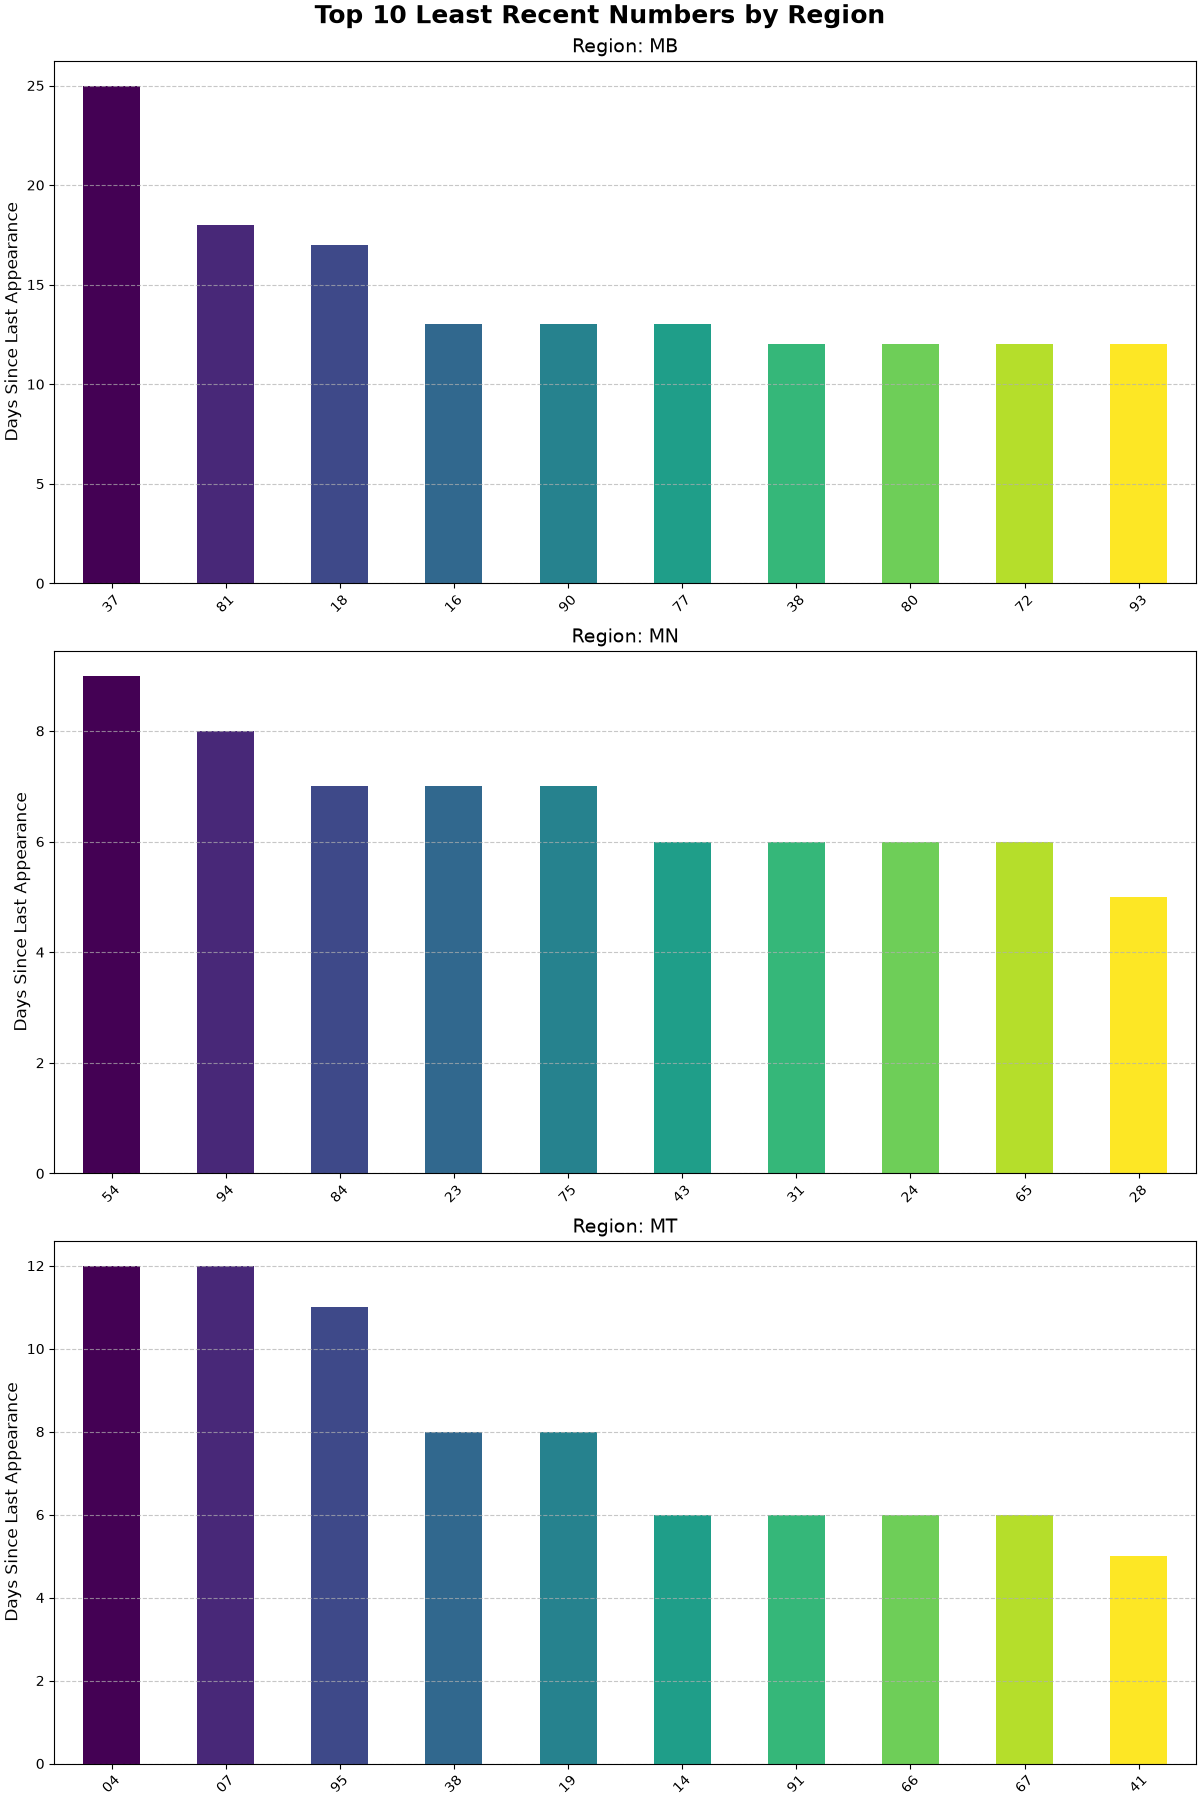 Top 10 Least Recent Numbers by Region
Region: MB
Days Since Last Appearance
25
20
15
10
5
0
37 81 18 16 90 77 38 80 72 93
Region: MN
Days Since Last Appearance
8
6
4
2
0
54 94 84 23 75 43 31 24 65 28
Region: MT
Days Since Last Appearance
12
10
8
6
4
2
0
04 07 95 38 19 14 91 66 67 41